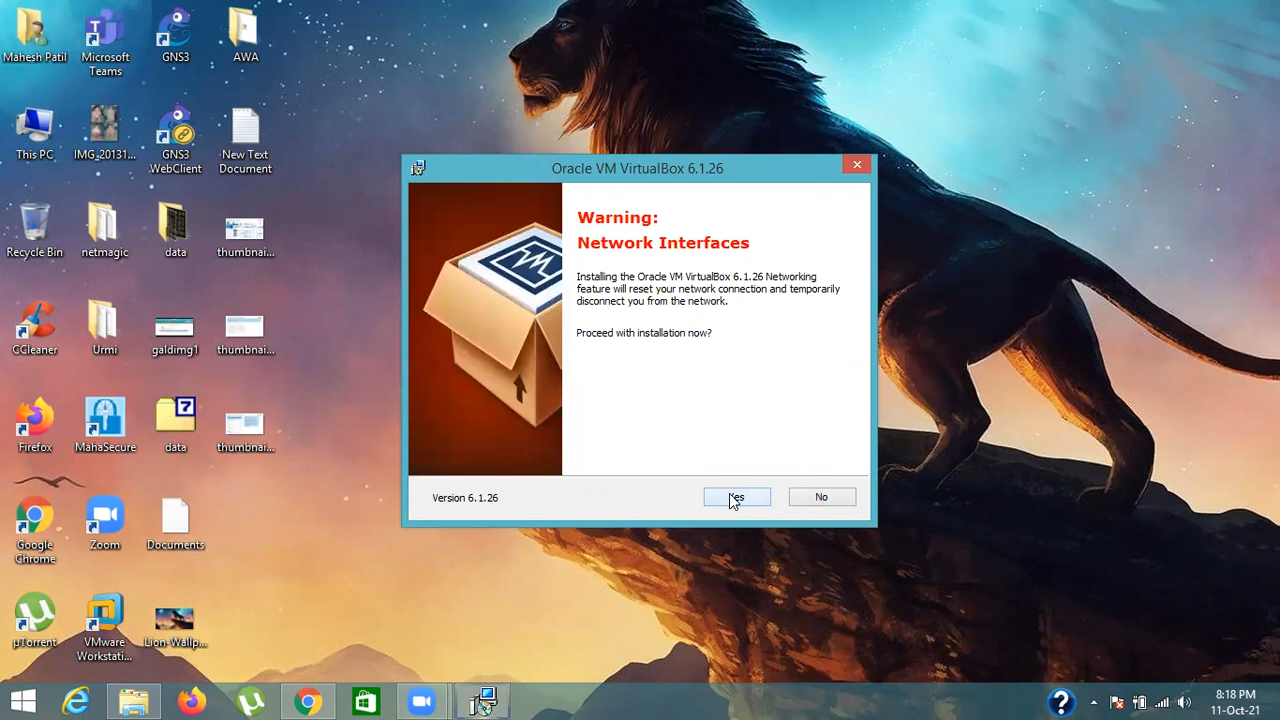 Mahesh Patil
Microsoft
Teams
GNS3
AWA
This PC
IMG_20131...
GNS3
WebClient
New Text
Document
Recycle Bin
netmagic
data
thumbnai...
CCleaner
Urmi
galdimg1
thumbnai...
Firefox
MahaSecure
7
data
thumbnai...
Google
Chrome
Zoom
Documents
µTorrent
VMware
Workstati...
Lion-Wallp...
Oracle VM VirtualBox 6.1.26
Warning:
Network Interfaces
Installing the Oracle VM VirtualBox 6.1.26 Networking
feature will reset your network connection and temporarily
disconnect you from the network.
Proceed with installation now?
Version 6.1.26
Yes
No
8:18 PM
11-Oct-21